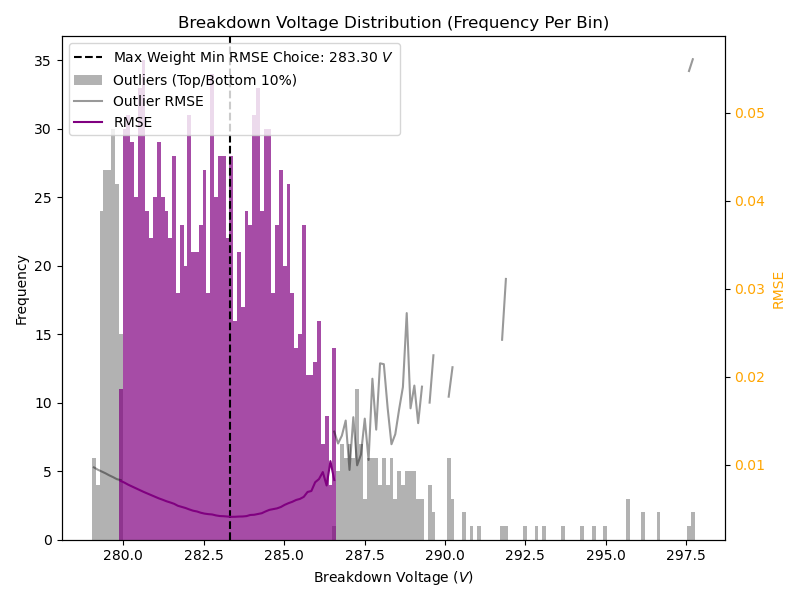 Breakdown Voltage Distribution (Frequency Per Bin)
Max Weight Min RMSE Choice: 283.30 V
Outliers (Top/Bottom 10%)
Outlier RMSE
RMSE
Frequency
35
30
25
20
15
10
5
0
0.05
0.04
0.03
0.02
0.01
RMSE
280.0 282.5 285.0 287.5 290.0 292.5 295.0 297.5
Breakdown Voltage (V)